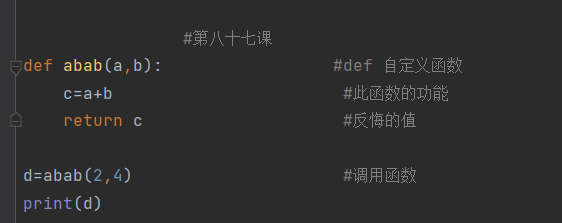 #第八十七课
def abab(a,b): #def 自定义函数
c=a+b #此函数的功能
return c #反悔的值
d=abab(2,4) #调用函数
print(d)